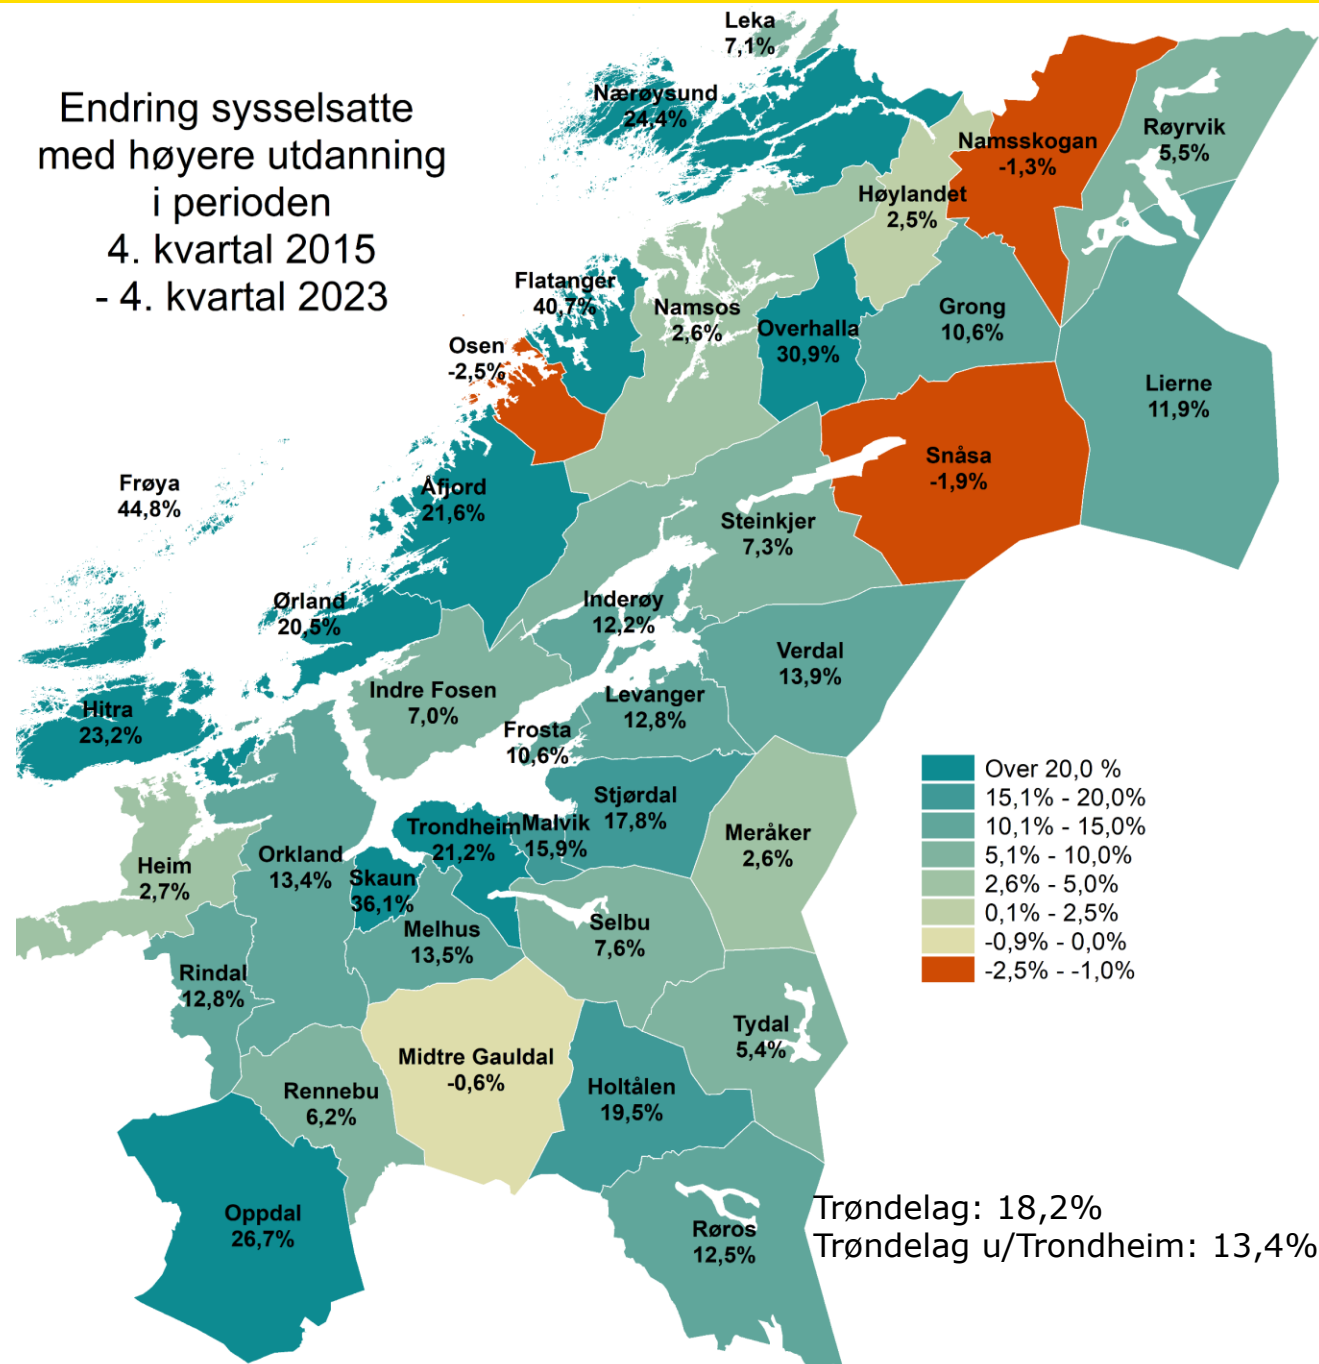 Endring sysselsatte
med høyere utdanning
i perioden
4. kvartal 2015
- 4. kvartal 2023
Leka
7,1%
Nærøysund
24,4%
Namsskogan
-1,3%
Røyrvik
5,5%
Høylandet
2,5%
Flatanger
40,7%
Namsos
2,6%
Overhalla
30,9%
Grong
10,6%
Osen
-2,5%
Lierne
11,9%
Frøya
44,8%
Åfjord
21,6%
Snåsa
-1,9%
Steinkjer
7,3%
Ørland
20,5%
Inderøy
12,2%
Verdal
13,9%
Indre Fosen
7,0%
Levanger
12,8%
Hitra
23,2%
Frosta
10,6%
Stjørdal
17,8%
Meråker
2,6%
Trondheim
21,2%
Malvik
15,9%
Orkland
13,4%
Heim
2,7%
Skaun
36,1%
Melhus
13,5%
Selbu
7,6%
Rindal
12,8%
Tydal
5,4%
Midtre Gauldal
-0,6%
Rennebu
6,2%
Holtålen
19,5%
Oppdal
26,7%
Røros
12,5%
Over 20,0 %
15,1% - 20,0%
10,1% - 15,0%
5,1% - 10,0%
2,6% - 5,0%
0,1% - 2,5%
-0,9% - 0,0%
-2,5% - -1,0%
Trøndelag: 18,2%
Trøndelag u/Trondheim: 13,4%